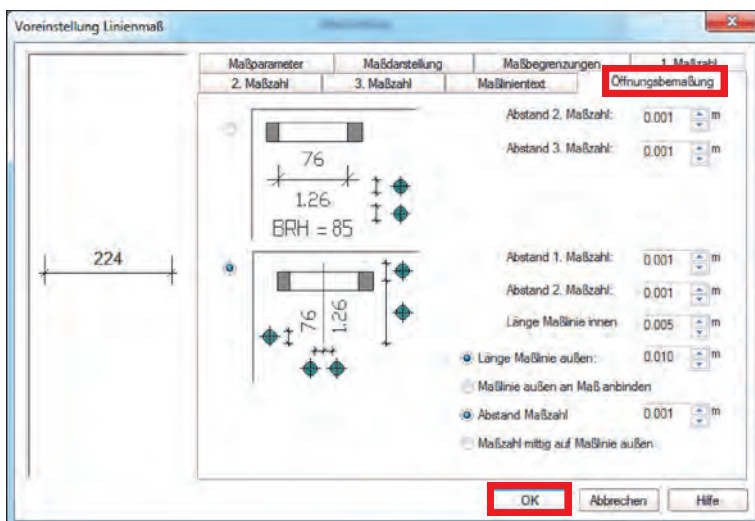 Voreinstellung Linienmaß
Maßparameter Maßdarstellung Maßbegrenzungen 1. Maßzahl
2. Maßzahl 3. Maßzahl Maßlinientext Öffnungsbemaßung
Abstand 2. Maßzahl: 0.001 m
Abstand 3. Maßzahl: 0.001 m
76
1.26
BRH = 85
224
Abstand 1. Maßzahl: 0.001 m
Abstand 2. Maßzahl: 0.001 m
Länge Maßlinie innen 0.005 m
76 1.26
Länge Maßlinie außen: 0.010 m
Maßlinie außen an Maß anbinden
Abstand Maßzahl 0.001 m
Maßzahl mittig auf Maßlinie außen
OK Abbrechen Hilfe